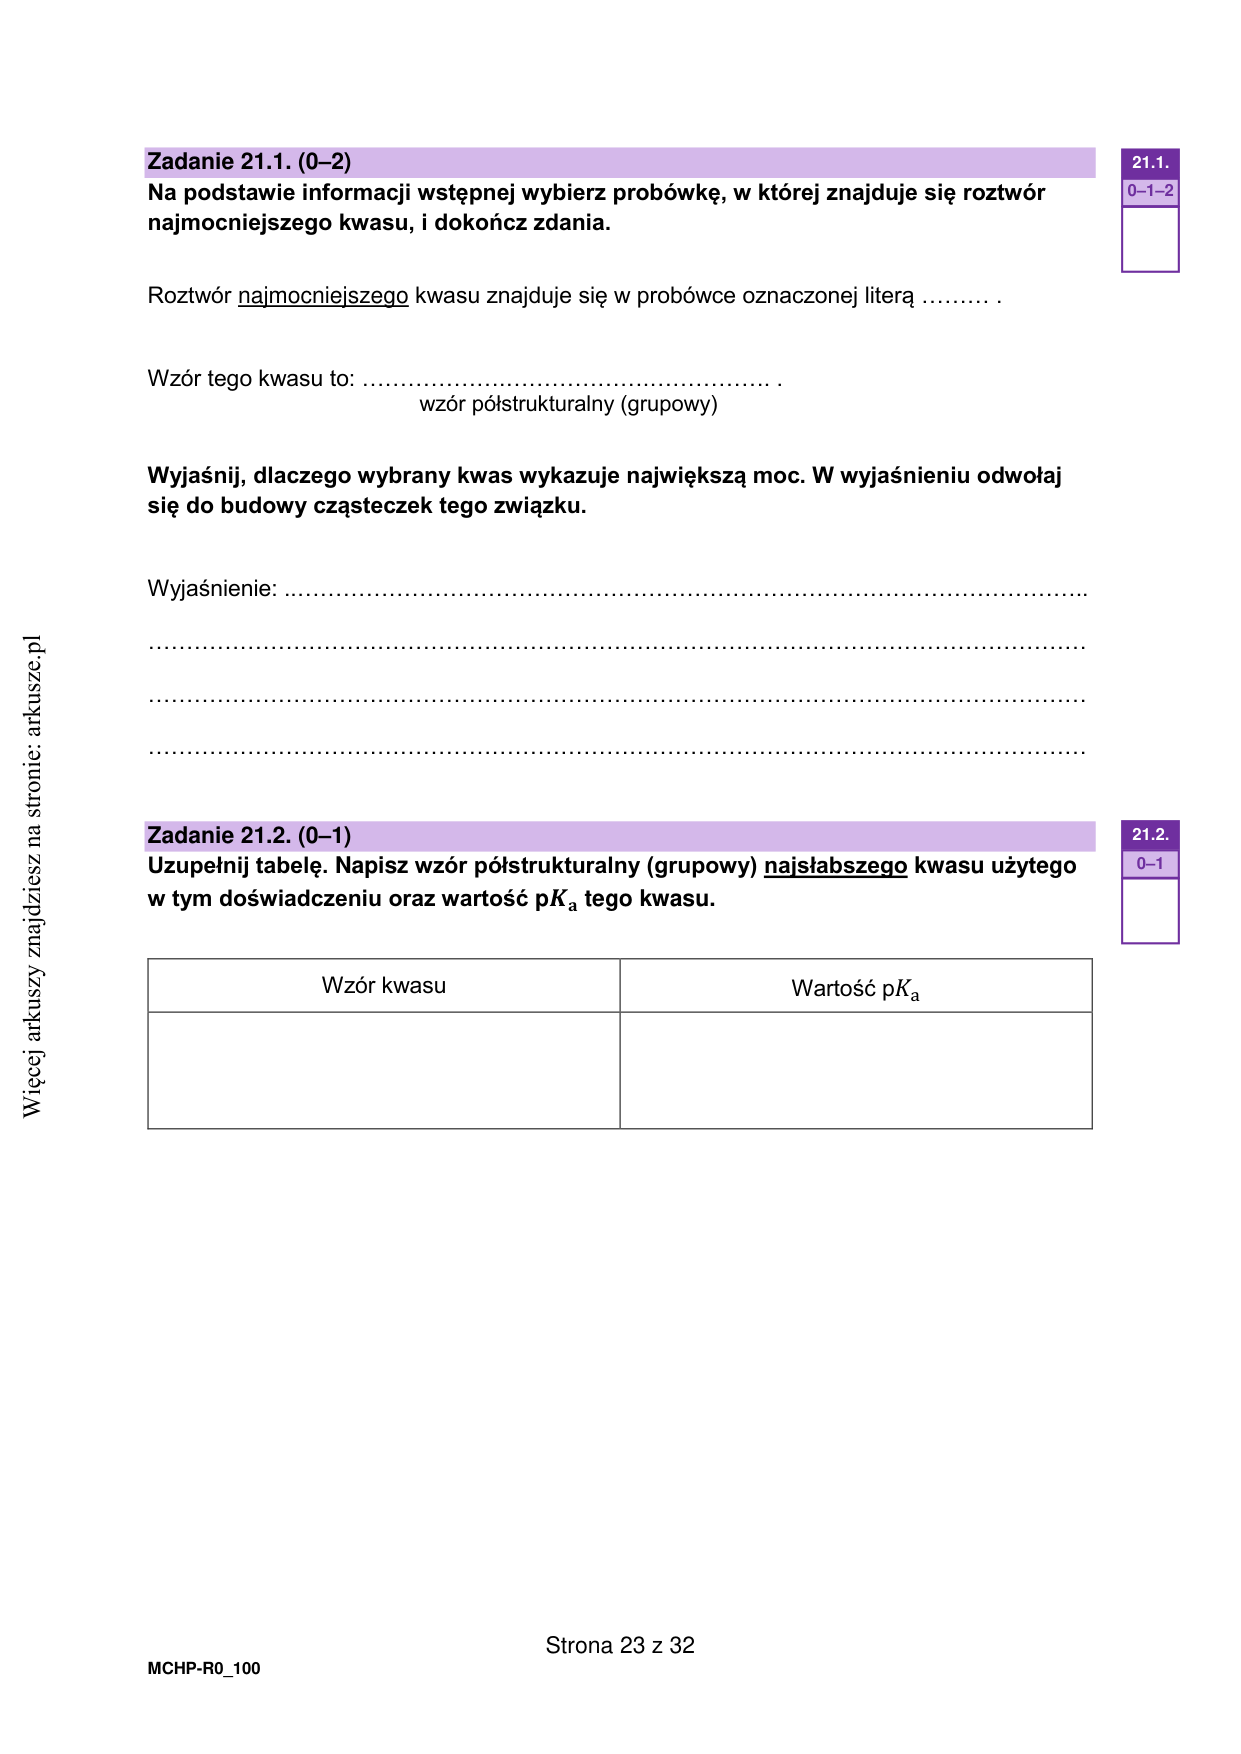 Zadanie 21.1. (0–2)
21.1.
0–1–2
Na podstawie informacji wstępnej wybierz probówkę, w której znajduje się roztwór
najmocniejszego kwasu, i dokończ zdania.
Roztwór najmocniejszego kwasu znajduje się w probówce oznaczonej literą ……… .
Wzór tego kwasu to: ……………….……………….……………. .
wzór półstrukturalny (grupowy)
Wyjaśnij, dlaczego wybrany kwas wykazuje największą moc. W wyjaśnieniu odwołaj
się do budowy cząsteczek tego związku.
Wyjaśnienie: ..…………………………………………………………………………………………..
……………………………………………………………………………………………………………
……………………………………………………………………………………………………………
……………………………………………………………………………………………………………
Zadanie 21.2. (0–1)
21.2.
0–1
Uzupełnij tabelę. Napisz wzór półstrukturalny (grupowy) najsłabszego kwasu użytego
w tym doświadczeniu oraz wartość pKa tego kwasu.
Wzór kwasu
Wartość pKa
Więcej arkuszy znajdziesz na stronie: arkusze.pl
Strona 23 z 32
MCHP-R0_100